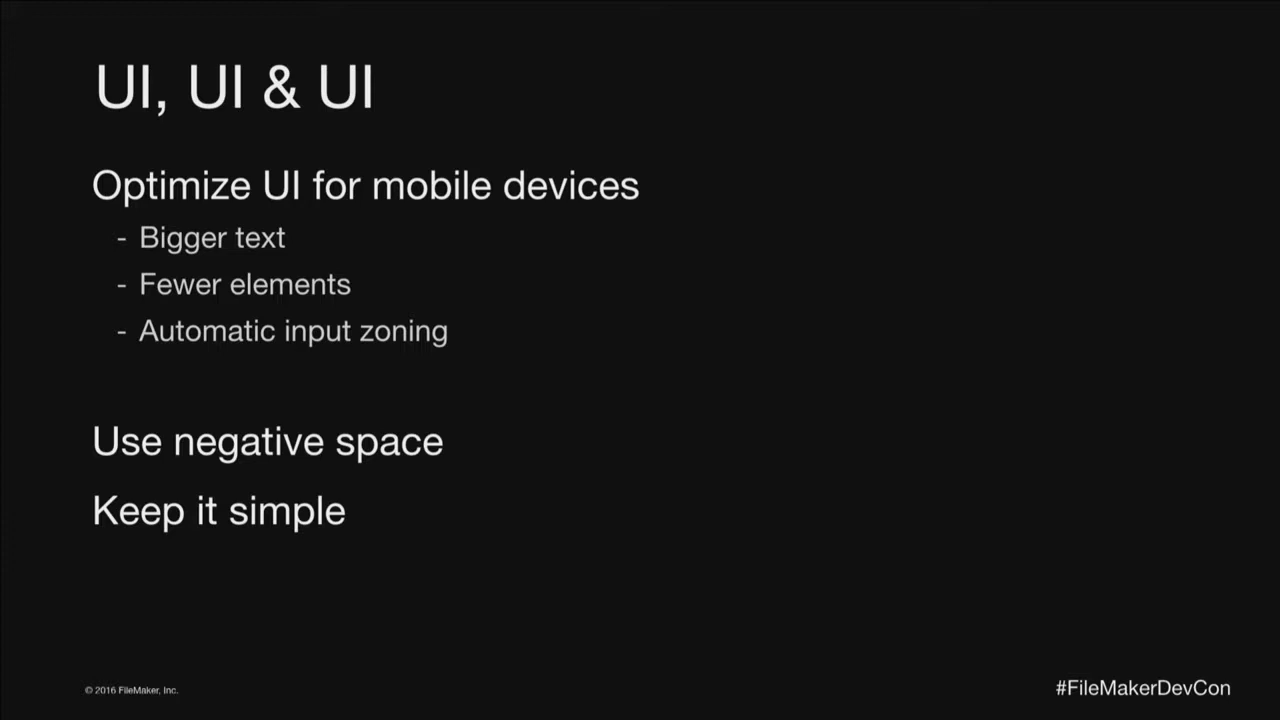 UI, UI & UI
Optimize UI for mobile devices
- Bigger text
- Fewer elements
- Automatic input zoning
Use negative space
Keep it simple
© 2016 FileMaker, Inc.
#FileMakerDevCon